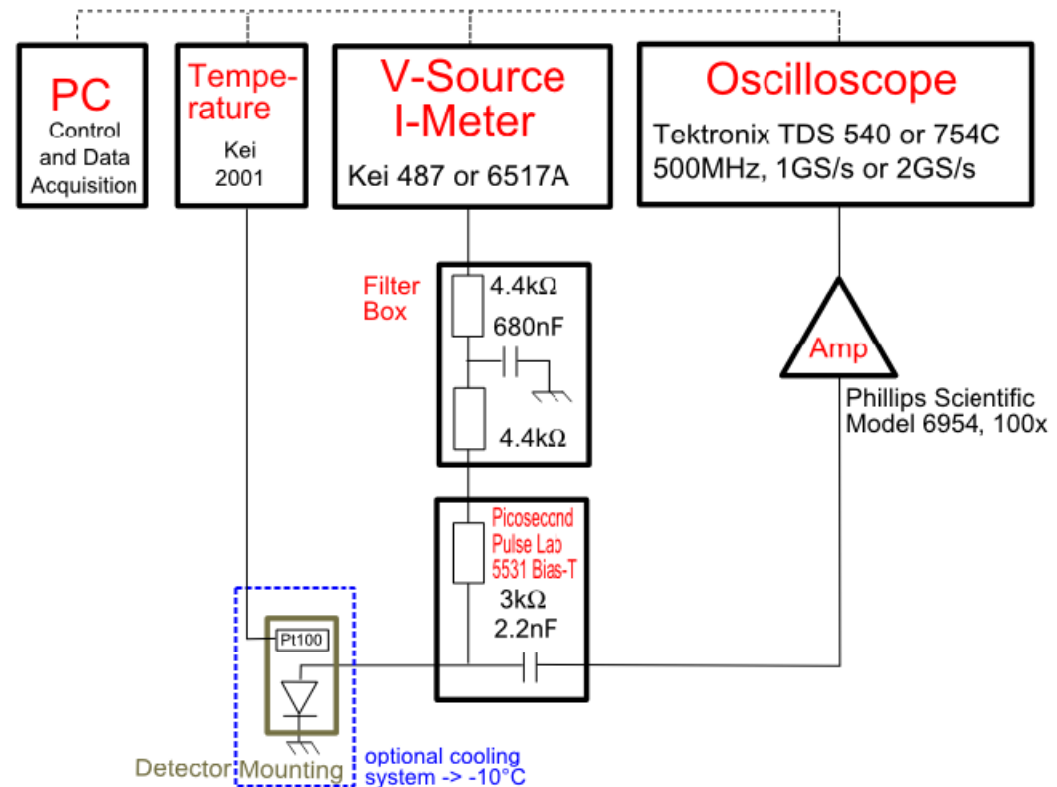 PC
Control
and Data
Acquisition
Tempe-
rature
Kei
2001
V-Source
I-Meter
Kei 487 or 6517A
Oscilloscope
Tektronix TDS 540 or 754C
500MHz, 1GS/s or 2GS/s
Filter
Box
4.4kΩ
680nF
4.4kΩ
Amp
Phillips Scientific
Model 6954, 100x
Picosecond
Pulse Lab
5531 Bias-T
3kΩ
2.2nF
Pt100
Detector Mounting
optional cooling
system -> -10°C